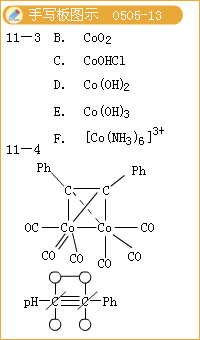 手写板图示 0505-13
11-3 B. CoO2
C. CoOHCl
D. Co(OH)2
E. Co(OH)3
F. [Co(NH3)6]3+
11-4
Ph Ph
C C
OC Co Co CO
CO CO CO CO
pH C C Ph